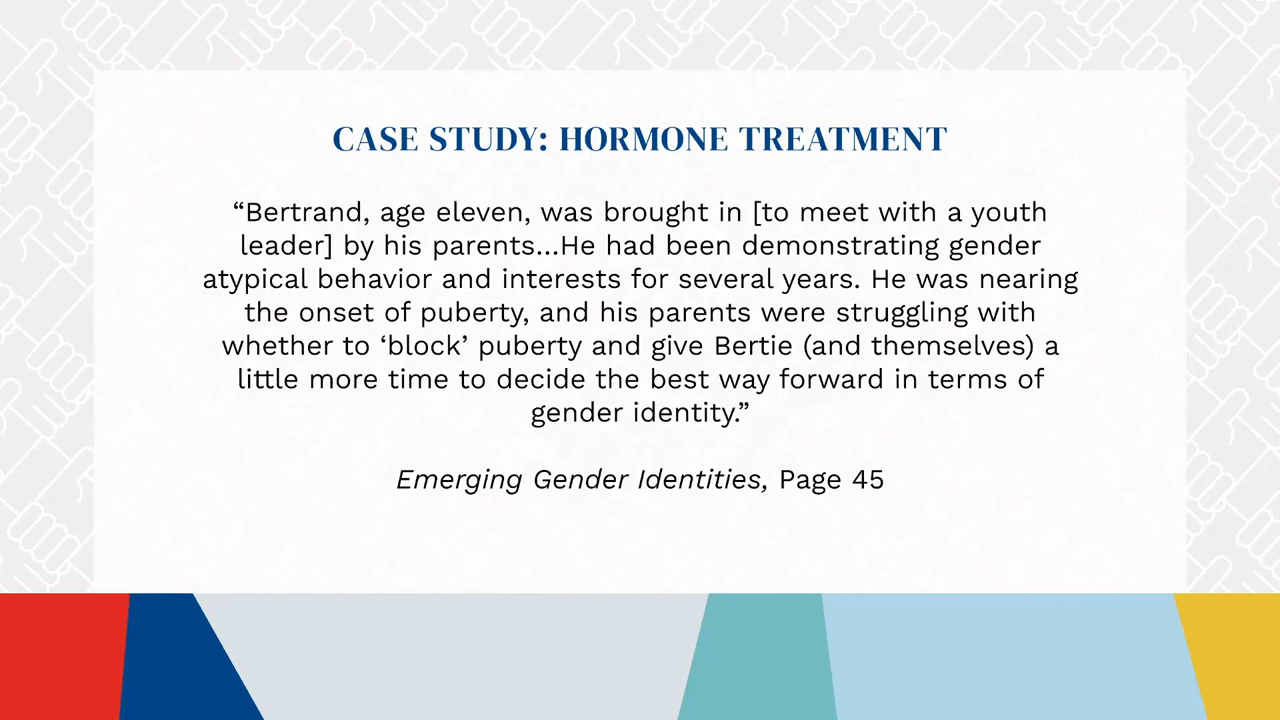 CASE STUDY: HORMONE TREATMENT
“Bertrand, age eleven, was brought in [to meet with a youth
leader] by his parents...He had been demonstrating gender
atypical behavior and interests for several years. He was nearing
the onset of puberty, and his parents were struggling with
whether to ‘block’ puberty and give Bertie (and themselves) a
little more time to decide the best way forward in terms of
gender identity.”
Emerging Gender Identities, Page 45